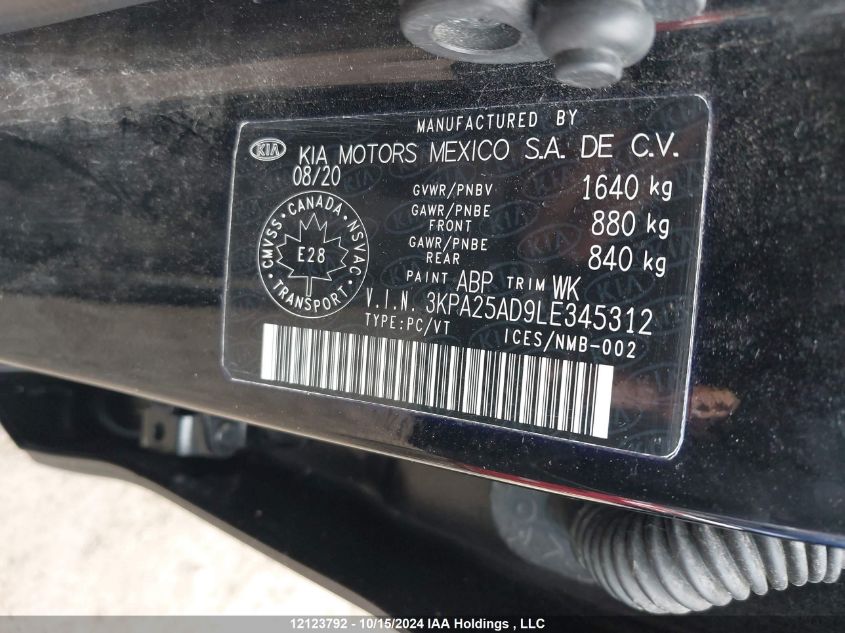 MANUFACTURED BY
KIA KIA MOTORS MEXICO S.A. DE C.V.
08/20
GVWR/PNBV 1640 kg
GAWR/PNBE FRONT 880 kg
GAWR/PNBE REAR 840 kg
CMVSS • CANADA • NSVAC • TRANSPORT •
E28
PAINT ABP TRIM WK
V.I.N. 3KPA25AD9LE345312
TYPE:PC/VT ICES/NMB-002
12123792 - 10/15/2024 IAA Holdings , LLC